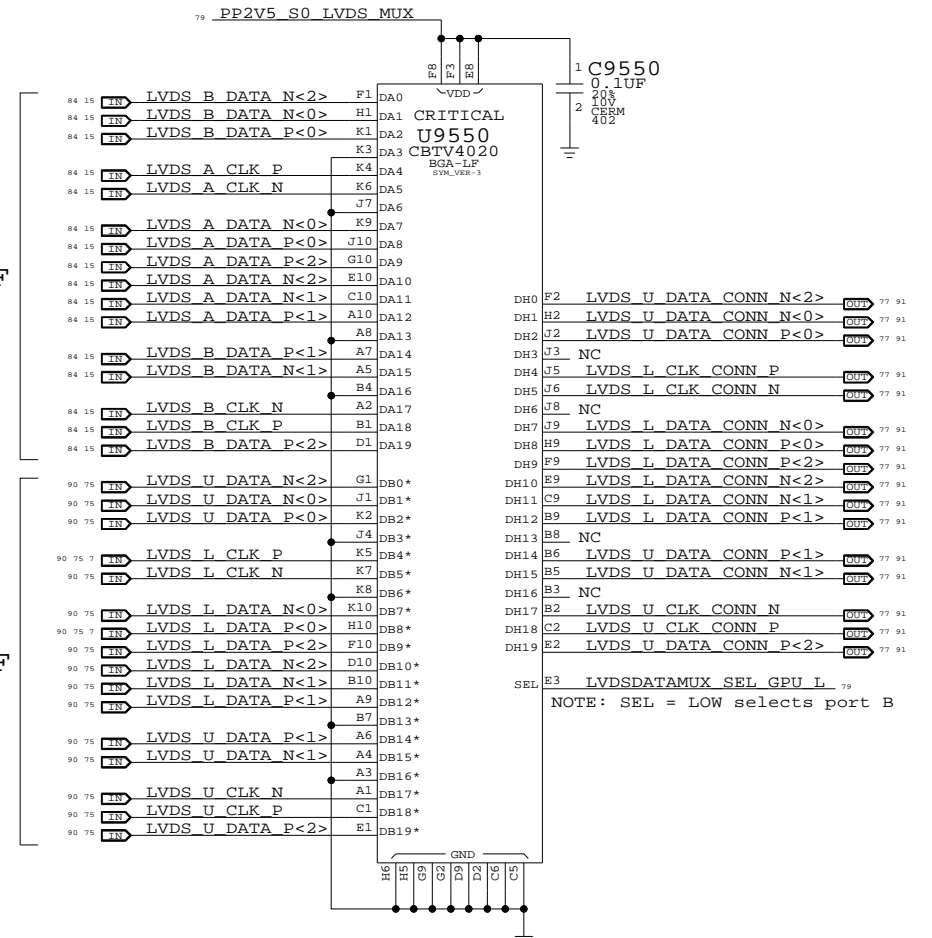 79 PP2V5_S0_LVDS_MUX
F8 F3 E8
VDD
1 C9550
0.1UF
20%
10V
2 CERM
402
CRITICAL
U9550
CBTV4020
BGA-LF
SYM_VER-3
84 15 IN LVDS_B_DATA_N<2> F1 DA0
84 15 IN LVDS_B_DATA_N<0> H1 DA1
84 15 IN LVDS_B_DATA_P<0> K1 DA2
K3 DA3
84 15 IN LVDS_A_CLK_P K4 DA4
84 15 IN LVDS_A_CLK_N K6 DA5
J7 DA6
84 15 IN LVDS_A_DATA_N<0> K9 DA7
84 15 IN LVDS_A_DATA_P<0> J10 DA8
84 15 IN LVDS_A_DATA_P<2> G10 DA9
84 15 IN LVDS_A_DATA_N<2> E10 DA10
84 15 IN LVDS_A_DATA_N<1> C10 DA11
84 15 IN LVDS_A_DATA_P<1> A10 DA12
A8 DA13
84 15 IN LVDS_B_DATA_P<1> A7 DA14
84 15 IN LVDS_B_DATA_N<1> A5 DA15
B4 DA16
84 15 IN LVDS_B_CLK_N A2 DA17
84 15 IN LVDS_B_CLK_P B1 DA18
84 15 IN LVDS_B_DATA_P<2> D1 DA19
90 75 IN LVDS_U_DATA_N<2> G1 DB0*
90 75 IN LVDS_U_DATA_N<0> J1 DB1*
90 75 IN LVDS_U_DATA_P<0> K2 DB2*
J4 DB3*
90 75 7 IN LVDS_L_CLK_P K5 DB4*
90 75 IN LVDS_L_CLK_N K7 DB5*
K8 DB6*
90 75 IN LVDS_L_DATA_N<0> K10 DB7*
90 75 7 IN LVDS_L_DATA_P<0> H10 DB8*
90 75 IN LVDS_L_DATA_P<2> F10 DB9*
90 75 IN LVDS_L_DATA_N<2> D10 DB10*
90 75 IN LVDS_L_DATA_N<1> B10 DB11*
90 75 IN LVDS_L_DATA_P<1> A9 DB12*
B7 DB13*
90 75 IN LVDS_U_DATA_P<1> A6 DB14*
90 75 IN LVDS_U_DATA_N<1> A4 DB15*
A3 DB16*
90 75 IN LVDS_U_CLK_N A1 DB17*
90 75 IN LVDS_U_CLK_P C1 DB18*
90 75 IN LVDS_U_DATA_P<2> E1 DB19*
DH0 F2 LVDS_U_DATA_CONN_N<2> OUT 77 91
DH1 H2 LVDS_U_DATA_CONN_N<0> OUT 77 91
DH2 J2 LVDS_U_DATA_CONN_P<0> OUT 77 91
DH3 J3 NC
DH4 J5 LVDS_L_CLK_CONN_P OUT 77 91
DH5 J6 LVDS_L_CLK_CONN_N OUT 77 91
DH6 J8 NC
DH7 J9 LVDS_L_DATA_CONN_N<0> OUT 77 91
DH8 H9 LVDS_L_DATA_CONN_P<0> OUT 77 91
DH9 F9 LVDS_L_DATA_CONN_P<2> OUT 77 91
DH10 E9 LVDS_L_DATA_CONN_N<2> OUT 77 91
DH11 C9 LVDS_L_DATA_CONN_N<1> OUT 77 91
DH12 B9 LVDS_L_DATA_CONN_P<1> OUT 77 91
DH13 B8 NC
DH14 B6 LVDS_U_DATA_CONN_P<1> OUT 77 91
DH15 B5 LVDS_U_DATA_CONN_N<1> OUT 77 91
DH16 B3 NC
DH17 B2 LVDS_U_CLK_CONN_N OUT 77 91
DH18 C2 LVDS_U_CLK_CONN_P OUT 77 91
DH19 E2 LVDS_U_DATA_CONN_P<2> OUT 77 91
SEL E3 LVDSDATAMUX_SEL_GPU_L 79
NOTE: SEL = LOW selects port B
GND
H6 H5 G9 G2 D9 D2 C6 C5